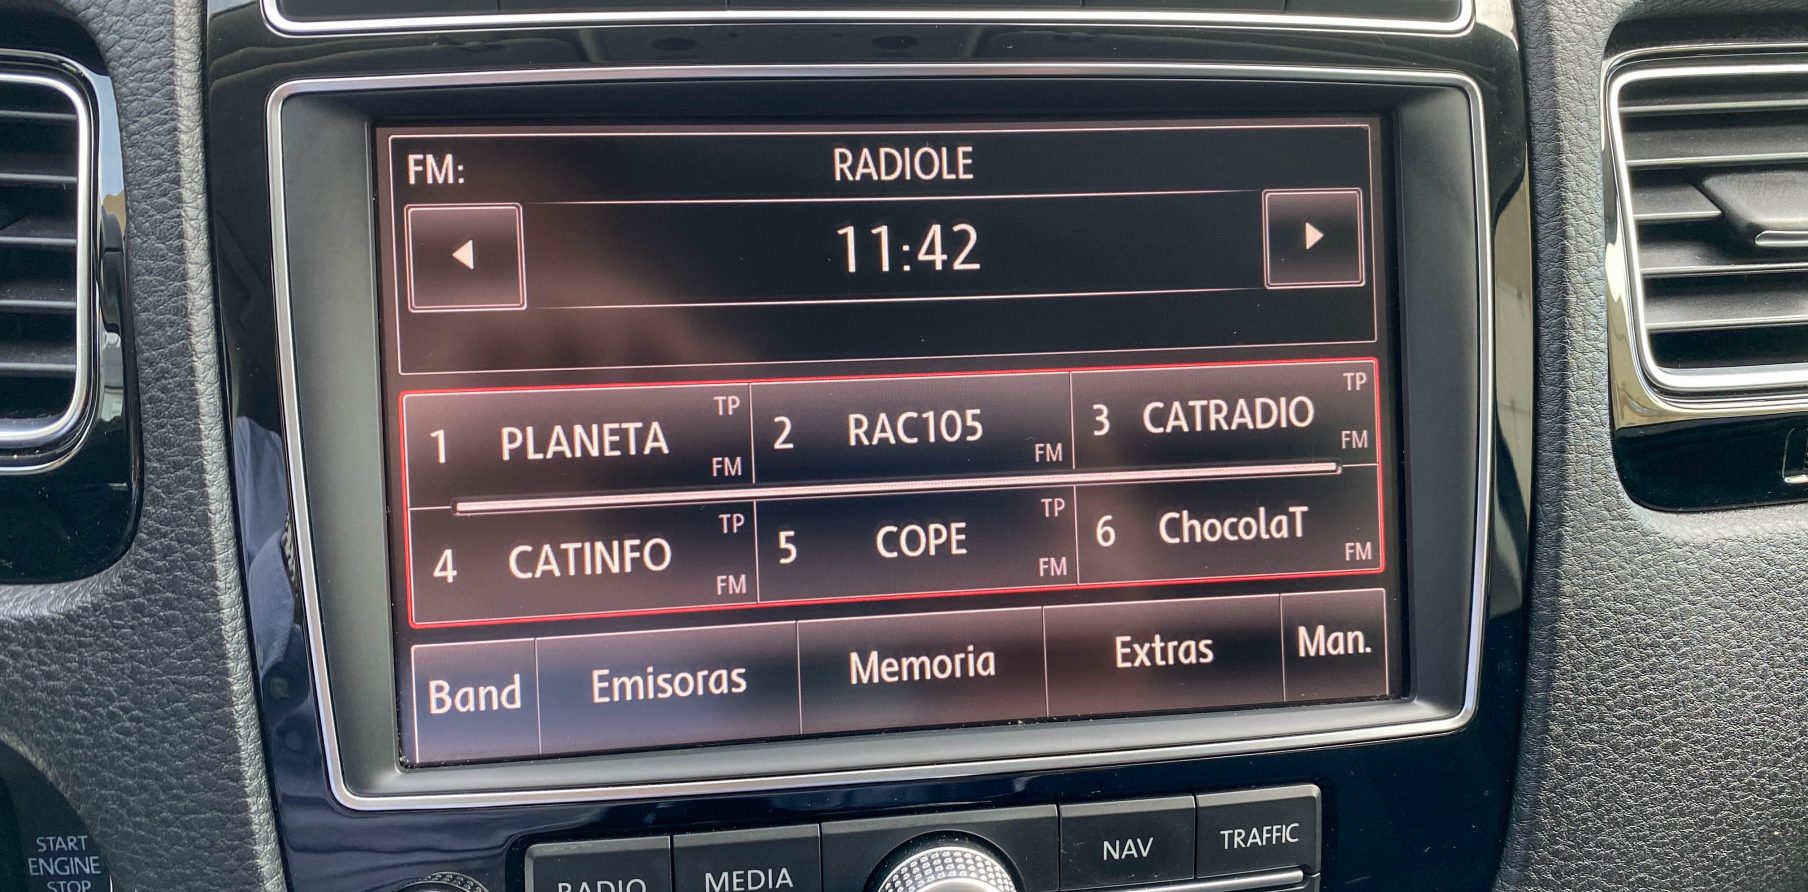 FM: RADIOLE
11:42
1 PLANETA TP FM
2 RAC105 FM
3 CATRADIO TP FM
4 CATINFO TP FM
5 COPE TP FM
6 ChocolaT FM
Band Emisoras Memoria Extras Man.
START
ENGINE
STOP
RADIO MEDIA NAV TRAFFIC